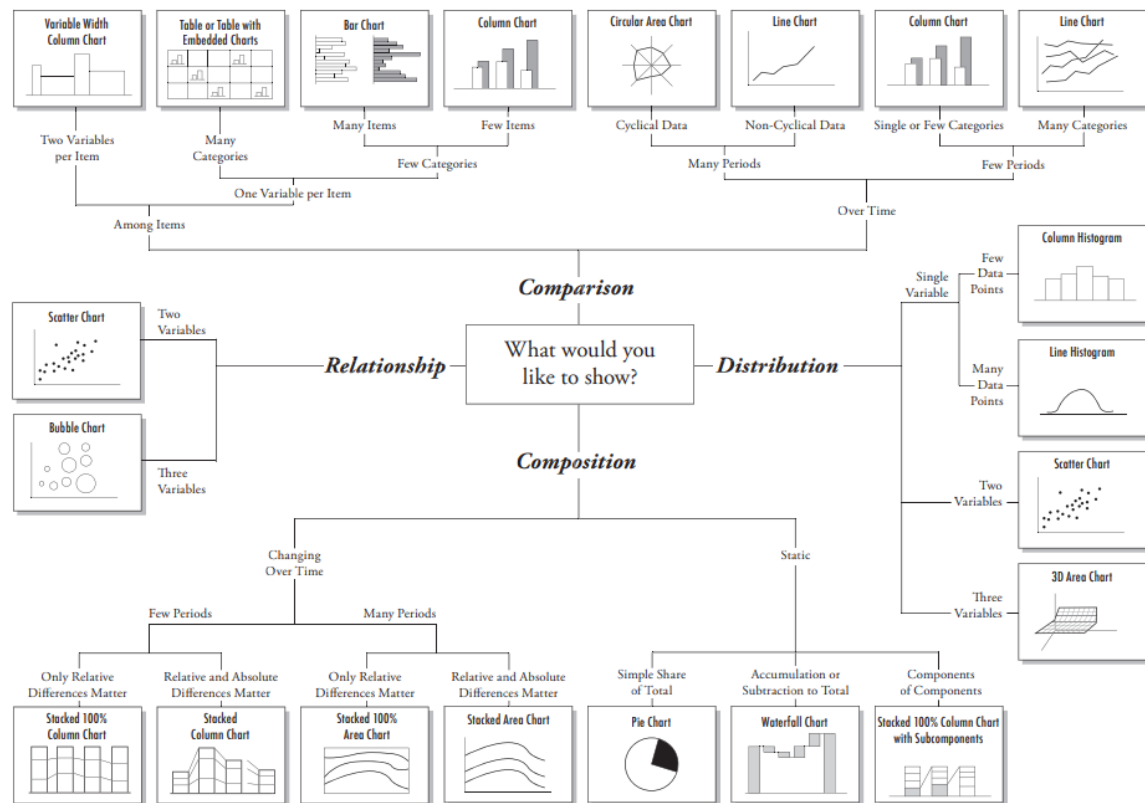 Variable Width
Column Chart
Table or Table with
Embedded Charts
Bar Chart
Column Chart
Circular Area Chart
Line Chart
Column Chart
Line Chart
Two Variables
per Item
Many
Categories
Many Items
Few Items
Cyclical Data
Non-Cyclical Data
Single or Few Categories
Many Categories
Few Categories
Many Periods
Few Periods
One Variable per Item
Among Items
Over Time
Comparison
What would you
like to show?
Relationship
Two
Variables
Scatter Chart
Bubble Chart
Three
Variables
Distribution
Single
Variable
Few
Data
Points
Column Histogram
Many
Data
Points
Line Histogram
Two
Variables
Scatter Chart
Three
Variables
3D Area Chart
Composition
Changing
Over Time
Static
Few Periods
Many Periods
Only Relative
Differences Matter
Relative and Absolute
Differences Matter
Only Relative
Differences Matter
Relative and Absolute
Differences Matter
Simple Share
of Total
Accumulation or
Subtraction to Total
Components
of Components
Stacked 100%
Column Chart
Stacked
Column Chart
Stacked 100%
Area Chart
Stacked Area Chart
Pie Chart
Waterfall Chart
Stacked 100% Column Chart
with Subcomponents